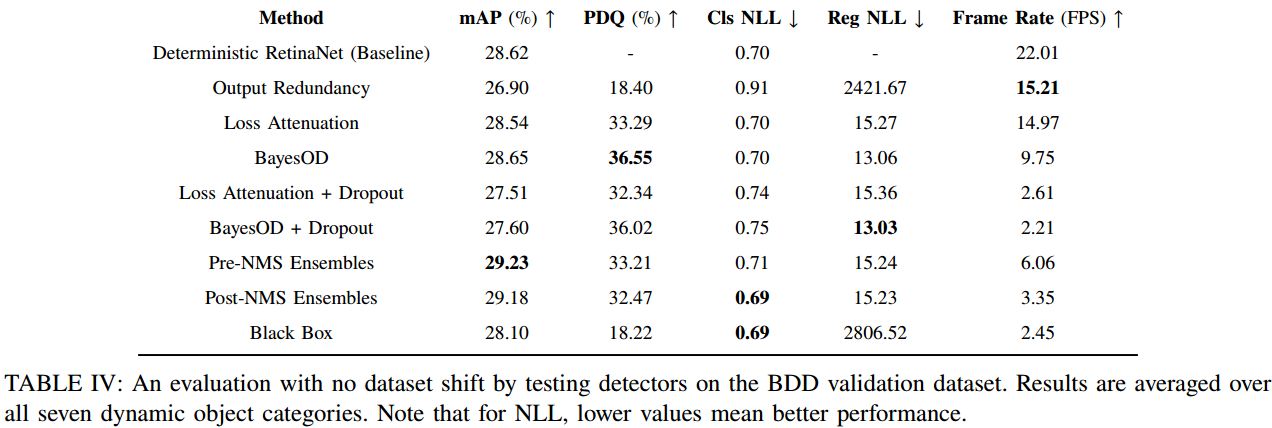 Method mAP (%) ↑ PDQ (%) ↑ Cls NLL ↓ Reg NLL ↓ Frame Rate (FPS) ↑
Deterministic RetinaNet (Baseline) 28.62 - 0.70 - 22.01
Output Redundancy 26.90 18.40 0.91 2421.67 15.21
Loss Attenuation 28.54 33.29 0.70 15.27 14.97
BayesOD 28.65 36.55 0.70 13.06 9.75
Loss Attenuation + Dropout 27.51 32.34 0.74 15.36 2.61
BayesOD + Dropout 27.60 36.02 0.75 13.03 2.21
Pre-NMS Ensembles 29.23 33.21 0.71 15.24 6.06
Post-NMS Ensembles 29.18 32.47 0.69 15.23 3.35
Black Box 28.10 18.22 0.69 2806.52 2.45
TABLE IV: An evaluation with no dataset shift by testing detectors on the BDD validation dataset. Results are averaged over
all seven dynamic object categories. Note that for NLL, lower values mean better performance.